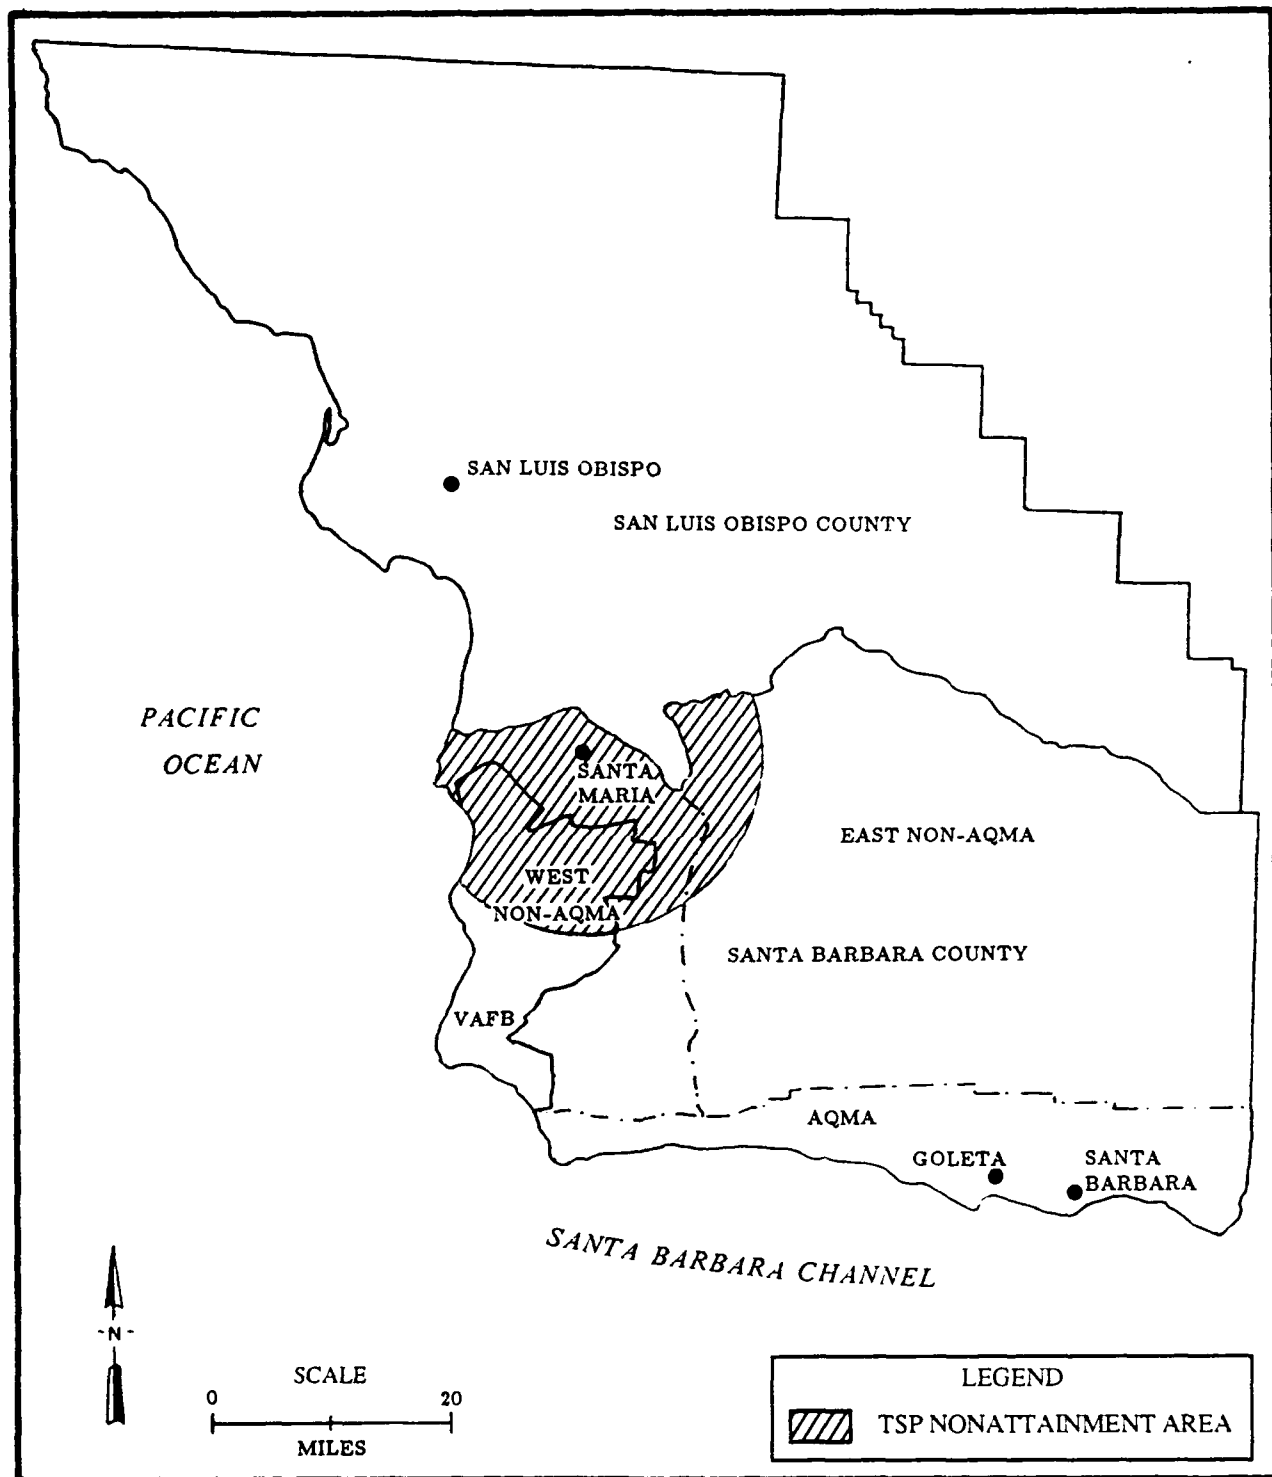 SAN LUIS OBISPO
SAN LUIS OBISPO COUNTY
PACIFIC
OCEAN
SANTA
MARIA
EAST NON-AQMA
WEST
NON-AQMA
SANTA BARBARA COUNTY
VAFB
AQMA
GOLETA
SANTA
BARBARA
SANTA BARBARA CHANNEL
-N-
SCALE
0 20
MILES
LEGEND
TSP NONATTAINMENT AREA